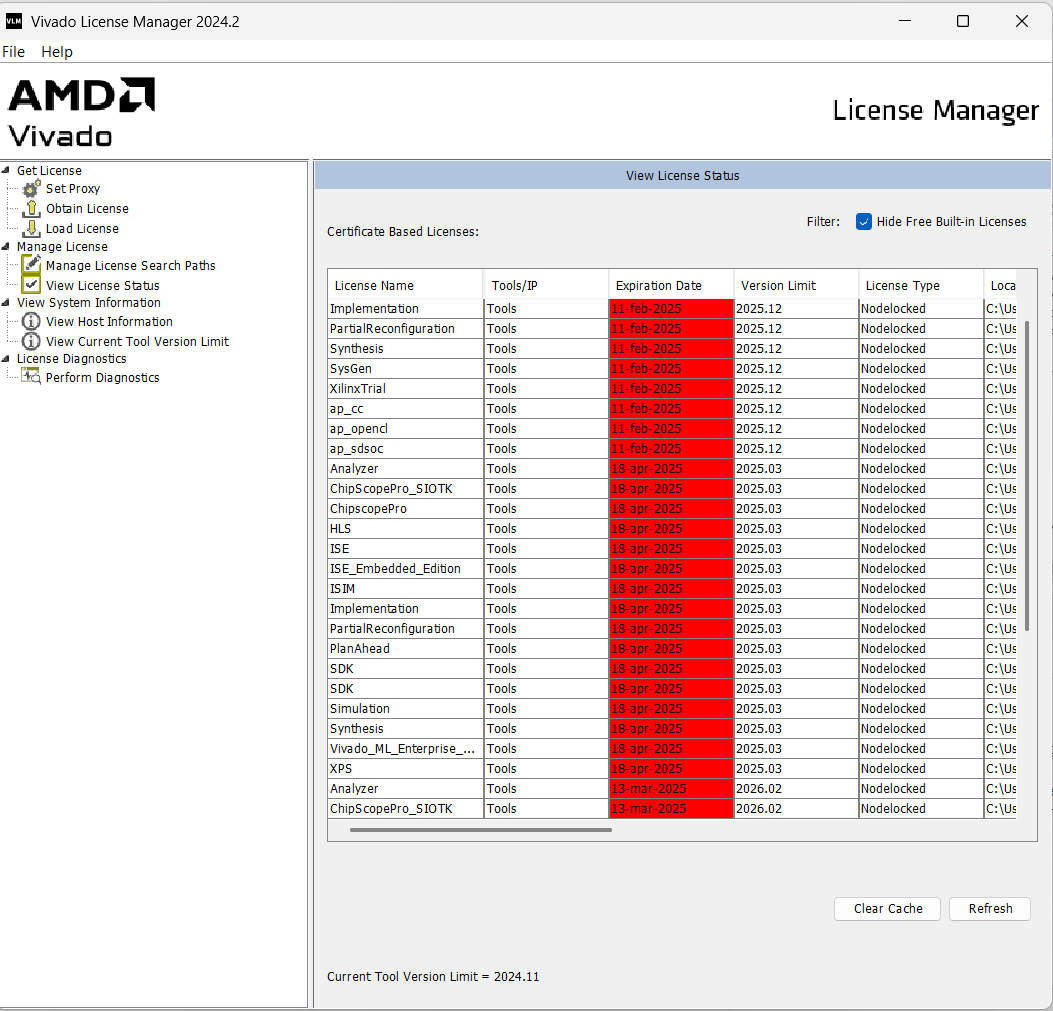 VLM Vivado License Manager 2024.2
File Help
AMD
Vivado
License Manager
Get License
Set Proxy
Obtain License
Load License
Manage License
Manage License Search Paths
View License Status
View System Information
View Host Information
View Current Tool Version Limit
License Diagnostics
Perform Diagnostics
View License Status
Certificate Based Licenses:
Filter: Hide Free Built-in Licenses
License Name Tools/IP Expiration Date Version Limit License Type Loca
Implementation Tools 11-feb-2025 2025.12 Nodelocked C:\Us
PartialReconfiguration Tools 11-feb-2025 2025.12 Nodelocked C:\Us
Synthesis Tools 11-feb-2025 2025.12 Nodelocked C:\Us
SysGen Tools 11-feb-2025 2025.12 Nodelocked C:\Us
XilinxTrial Tools 11-feb-2025 2025.12 Nodelocked C:\Us
ap_cc Tools 11-feb-2025 2025.12 Nodelocked C:\Us
ap_opencl Tools 11-feb-2025 2025.12 Nodelocked C:\Us
ap_sdsoc Tools 11-feb-2025 2025.12 Nodelocked C:\Us
Analyzer Tools 18-apr-2025 2025.03 Nodelocked C:\Us
ChipScopePro_SIOTK Tools 18-apr-2025 2025.03 Nodelocked C:\Us
ChipscopePro Tools 18-apr-2025 2025.03 Nodelocked C:\Us
HLS Tools 18-apr-2025 2025.03 Nodelocked C:\Us
ISE Tools 18-apr-2025 2025.03 Nodelocked C:\Us
ISE_Embedded_Edition Tools 18-apr-2025 2025.03 Nodelocked C:\Us
ISIM Tools 18-apr-2025 2025.03 Nodelocked C:\Us
Implementation Tools 18-apr-2025 2025.03 Nodelocked C:\Us
PartialReconfiguration Tools 18-apr-2025 2025.03 Nodelocked C:\Us
PlanAhead Tools 18-apr-2025 2025.03 Nodelocked C:\Us
SDK Tools 18-apr-2025 2025.03 Nodelocked C:\Us
SDK Tools 18-apr-2025 2025.03 Nodelocked C:\Us
Simulation Tools 18-apr-2025 2025.03 Nodelocked C:\Us
Synthesis Tools 18-apr-2025 2025.03 Nodelocked C:\Us
Vivado_ML_Enterprise_... Tools 18-apr-2025 2025.03 Nodelocked C:\Us
XPS Tools 18-apr-2025 2025.03 Nodelocked C:\Us
Analyzer Tools 13-mar-2025 2026.02 Nodelocked C:\Us
ChipScopePro_SIOTK Tools 13-mar-2025 2026.02 Nodelocked C:\Us
Clear Cache Refresh
Current Tool Version Limit = 2024.11